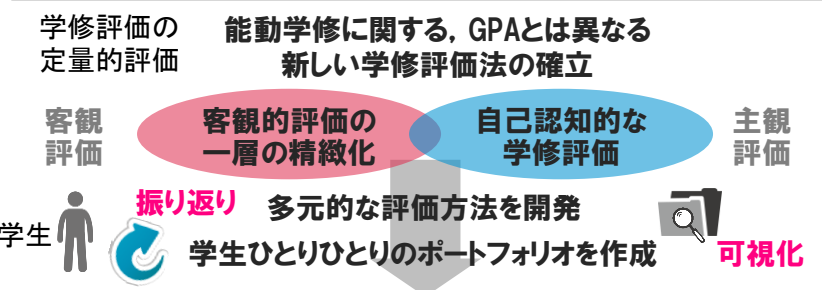 学修評価の
定量的評価
能動学修に関する, GPAとは異なる
新しい学修評価法の確立
客観
評価
客観的評価の
一層の精緻化
自己認知的な
学修評価
主観
評価
振り返り
多元的な評価方法を開発
学生
学生ひとりひとりのポートフォリオを作成
可視化